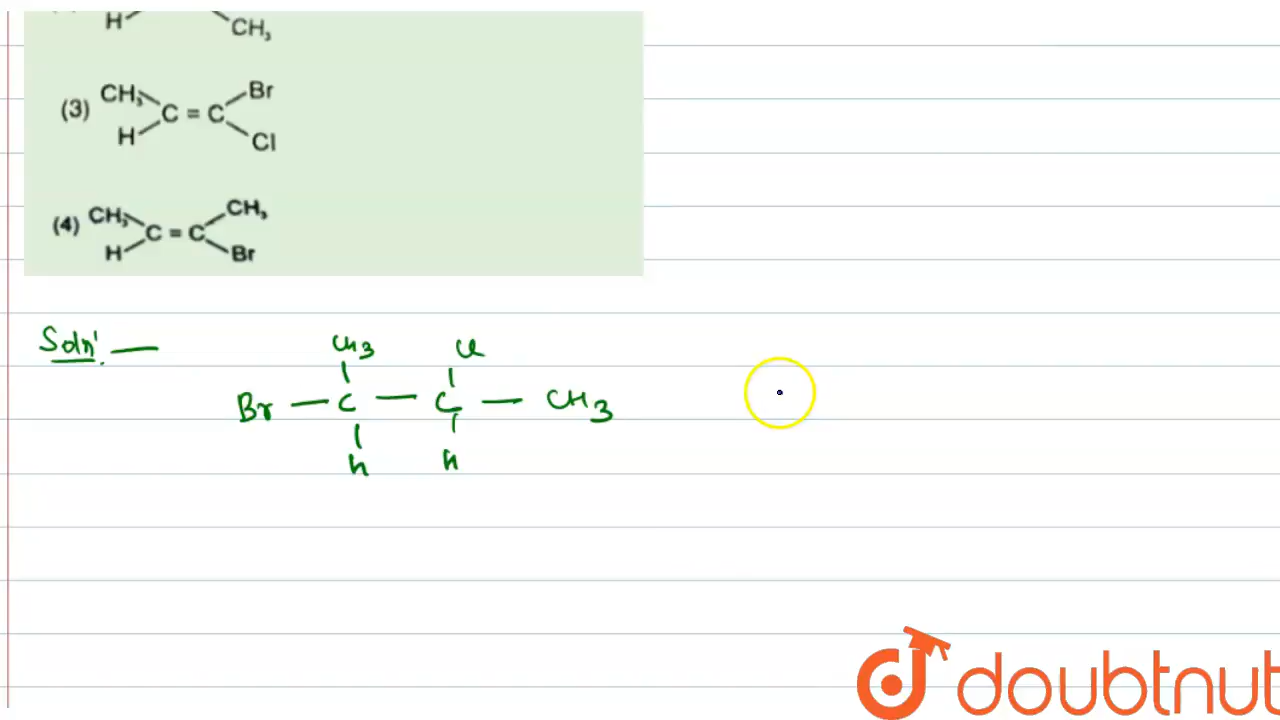 H
CH₃
(3) CH₃ Br
C = C
H Cl
(4) CH₃ CH₃
C = C
H Br
Soln. —
CH3 Cl
Br — C — C — CH3
H H
doubtnut